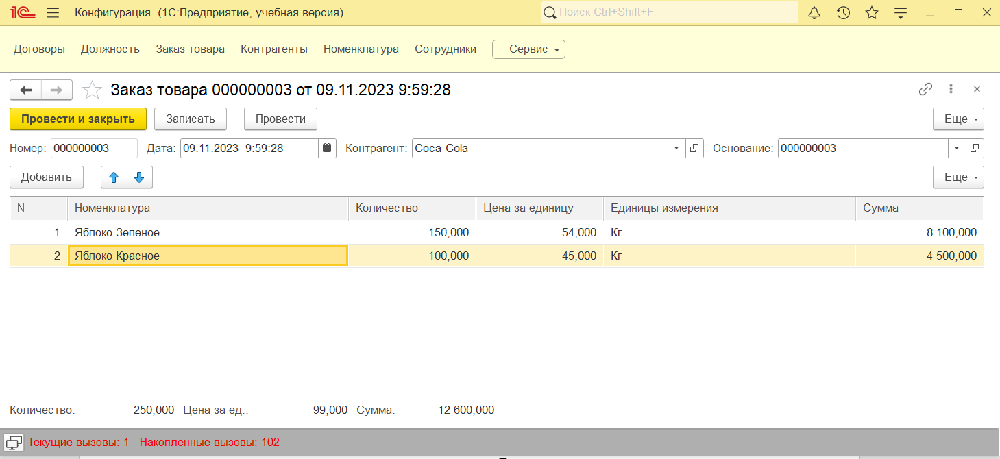 1С Конфигурация (1С:Предприятие, учебная версия) Поиск Ctrl+Shift+F
Договоры Должность Заказ товара Контрагенты Номенклатура Сотрудники Сервис
Заказ товара 000000003 от 09.11.2023 9:59:28
Провести и закрыть Записать Провести Еще
Номер: 000000003 Дата: 09.11.2023 9:59:28 Контрагент: Coca-Cola Основание: 000000003
Добавить Еще
N Номенклатура Количество Цена за единицу Единицы измерения Сумма
1 Яблоко Зеленое 150,000 54,000 Кг 8 100,000
2 Яблоко Красное 100,000 45,000 Кг 4 500,000
Количество: 250,000 Цена за ед.: 99,000 Сумма: 12 600,000
Текущие вызовы: 1 Накопленные вызовы: 102